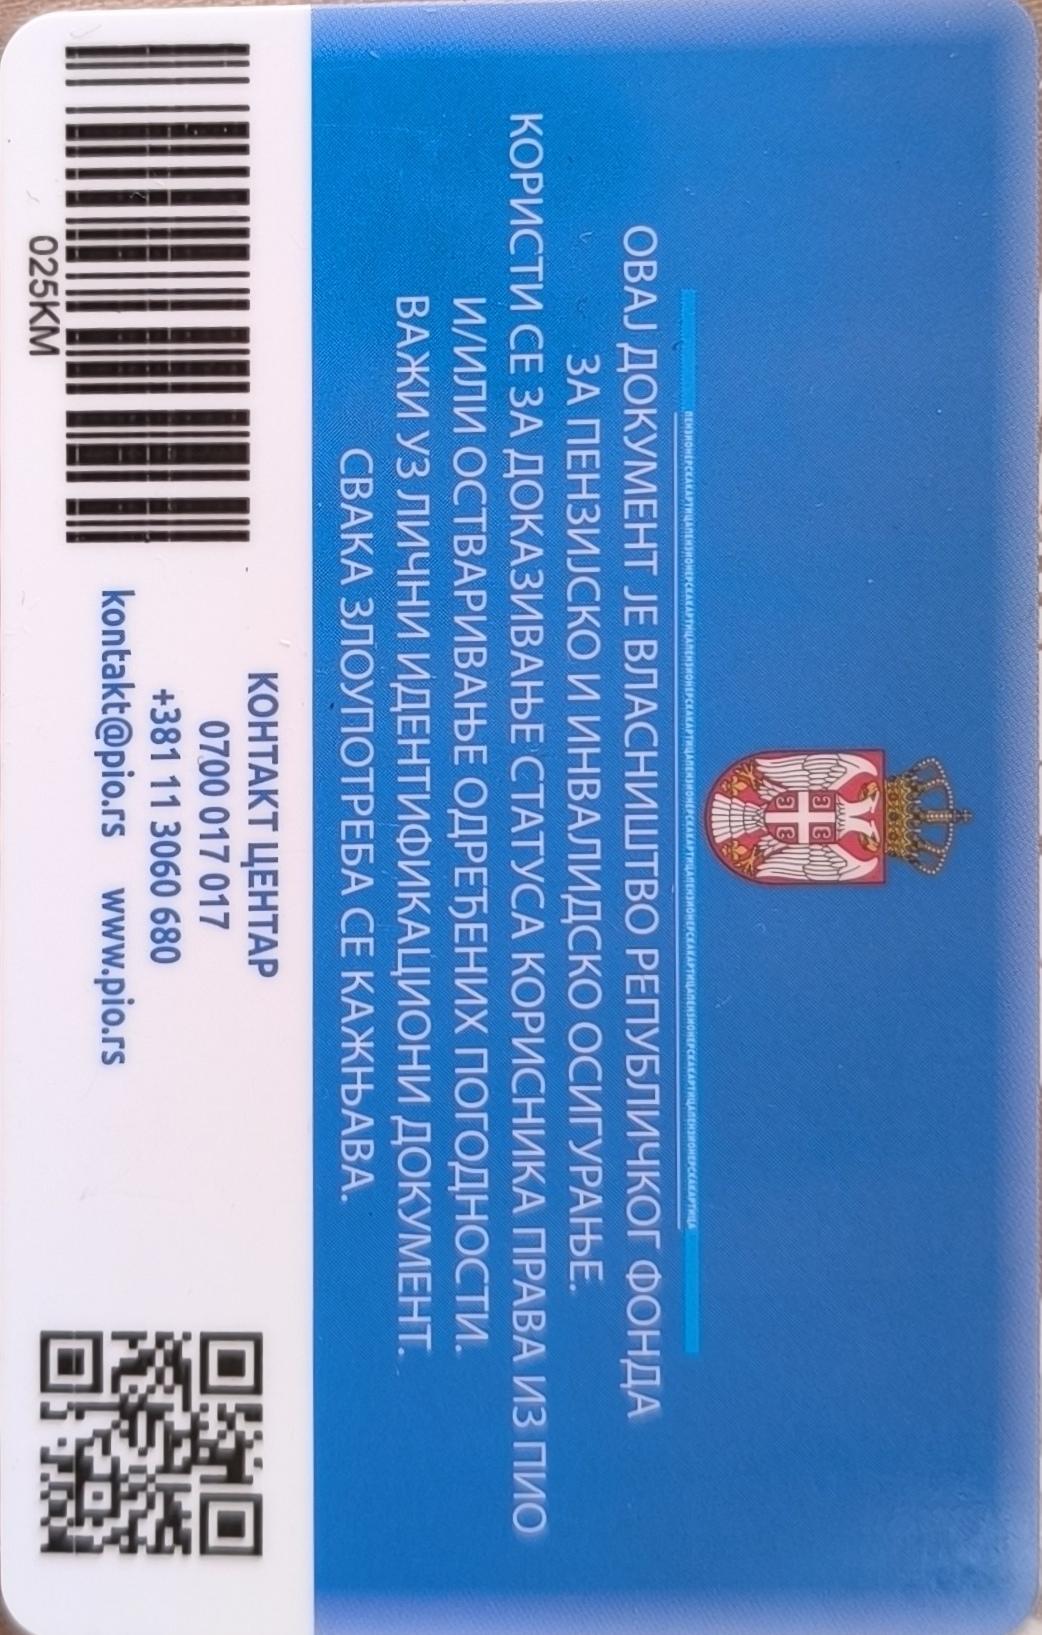 ПЕНЗИОНЕРСКАКАРТИЦАПЕНЗИОНЕРСКАКАРТИЦАПЕНЗИОНЕРСКАКАРТИЦАПЕНЗИОНЕРСКАКАРТИЦАПЕНЗИОНЕРСКАКАРТИЦАПЕНЗИОНЕРСКАКАРТИЦАПЕНЗИОНЕРСКАКАРТИЦА
ОВАЈ ДОКУМЕНТ ЈЕ ВЛАСНИШТВО РЕПУБЛИЧКОГ ФОНДА
ЗА ПЕНЗИЈСКО И ИНВАЛИДСКО ОСИГУРАЊЕ.
КОРИСТИ СЕ ЗА ДОКАЗИВАЊЕ СТАТУСА КОРИСНИКА ПРАВА ИЗ ПИО
И/ИЛИ ОСТВАРИВАЊЕ ОДРЕЂЕНИХ ПОГОДНОСТИ.
ВАЖИ УЗ ЛИЧНИ ИДЕНТИФИКАЦИОНИ ДОКУМЕНТ.
СВАКА ЗЛОУПОТРЕБА СЕ КАЖЊАВА.
КОНТАКТ ЦЕНТАР
0700 017 017
+381 11 3060 680
kontakt@pio.rs www.pio.rs
025KM